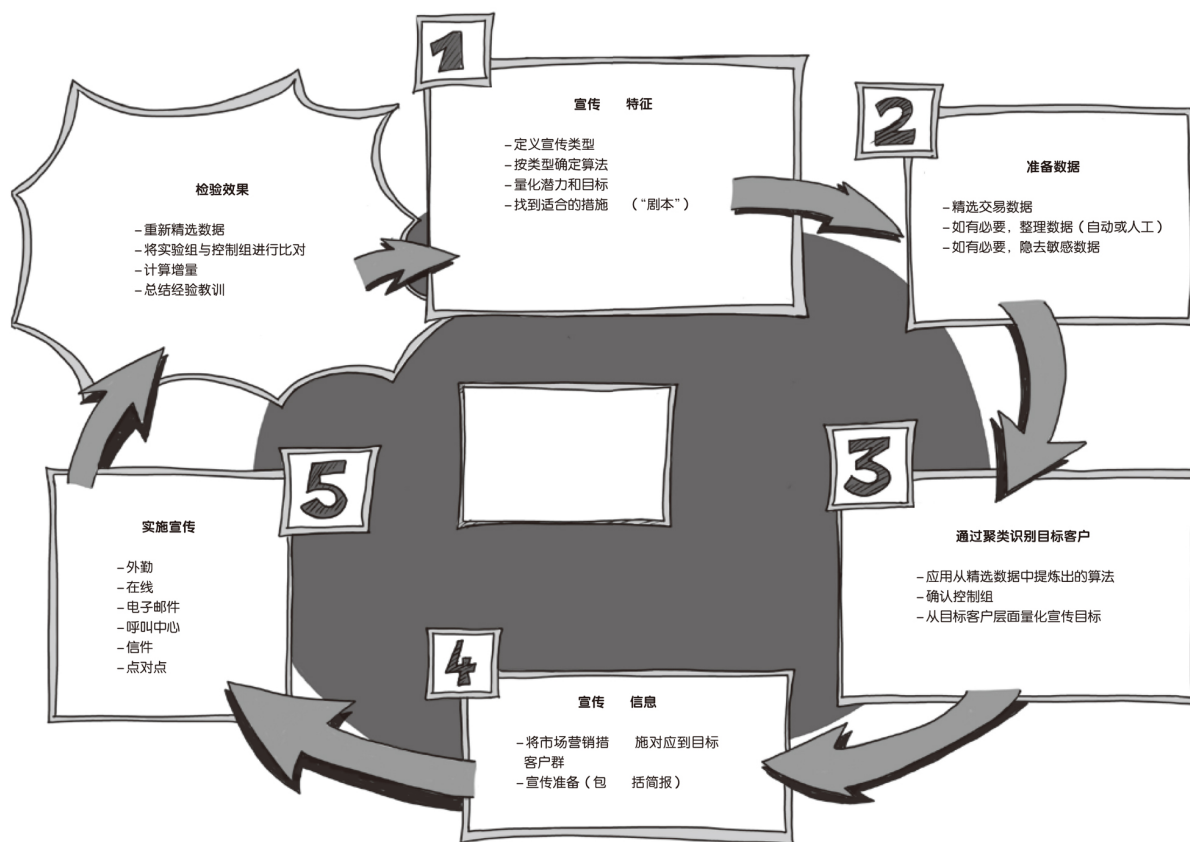 1
宣传 特征
–定义宣传类型
–按类型确定算法
–量化潜力和目标
–找到适合的措施 （“剧本”）
2
准备数据
–精选交易数据
–如有必要，整理数据（自动或人工）
–如有必要，隐去敏感数据
3
通过聚类识别目标客户
–应用从精选数据中提炼出的算法
–确认控制组
–从目标客户层面量化宣传目标
4
宣传 信息
–将市场营销措 施对应到目标
客户群
–宣传准备（包 括简报）
5
实施宣传
–外勤
–在线
–电子邮件
–呼叫中心
–信件
–点对点
检验效果
–重新精选数据
–将实验组与控制组进行比对
–计算增量
–总结经验教训